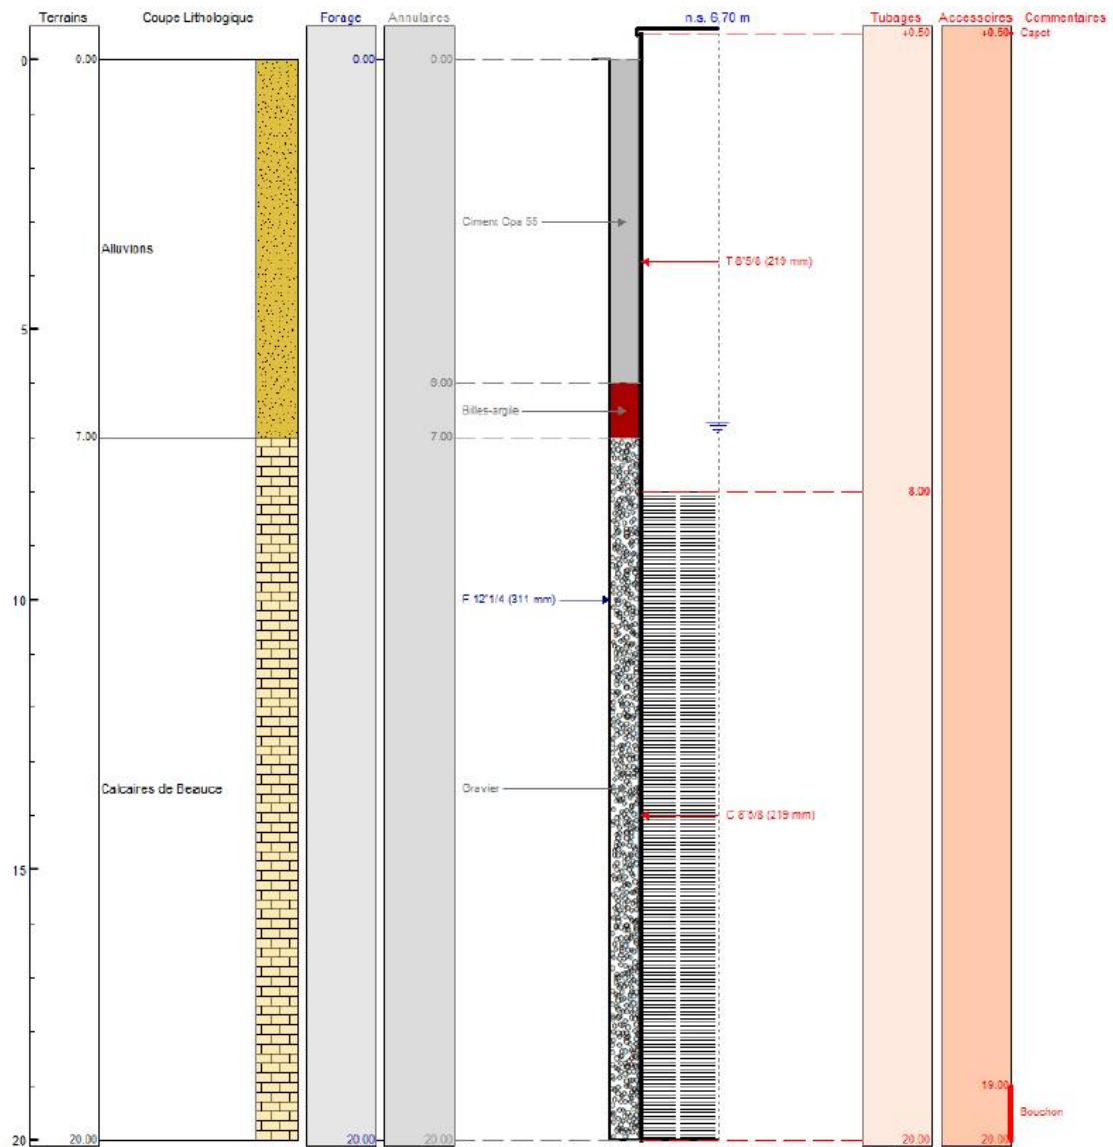 Terrains Coupe Lithologique Forage Annulaires n.s. 6,70 m Tubages Accessoires Commentaires
+0.50 +0.50 Capot
0 0.00 0.00 0.00
Ciment Cpa 55
Alluvions
T 8"5/8 (219 mm)
5
6.00
Billes-argile
7.00 7.00
8.00
10 F 12"1/4 (311 mm)
Calcaires de Beauce Gravier
C 8"5/8 (219 mm)
15
19.00
Bouchon
20 20.00 20.00 20.00 20.00 20.00